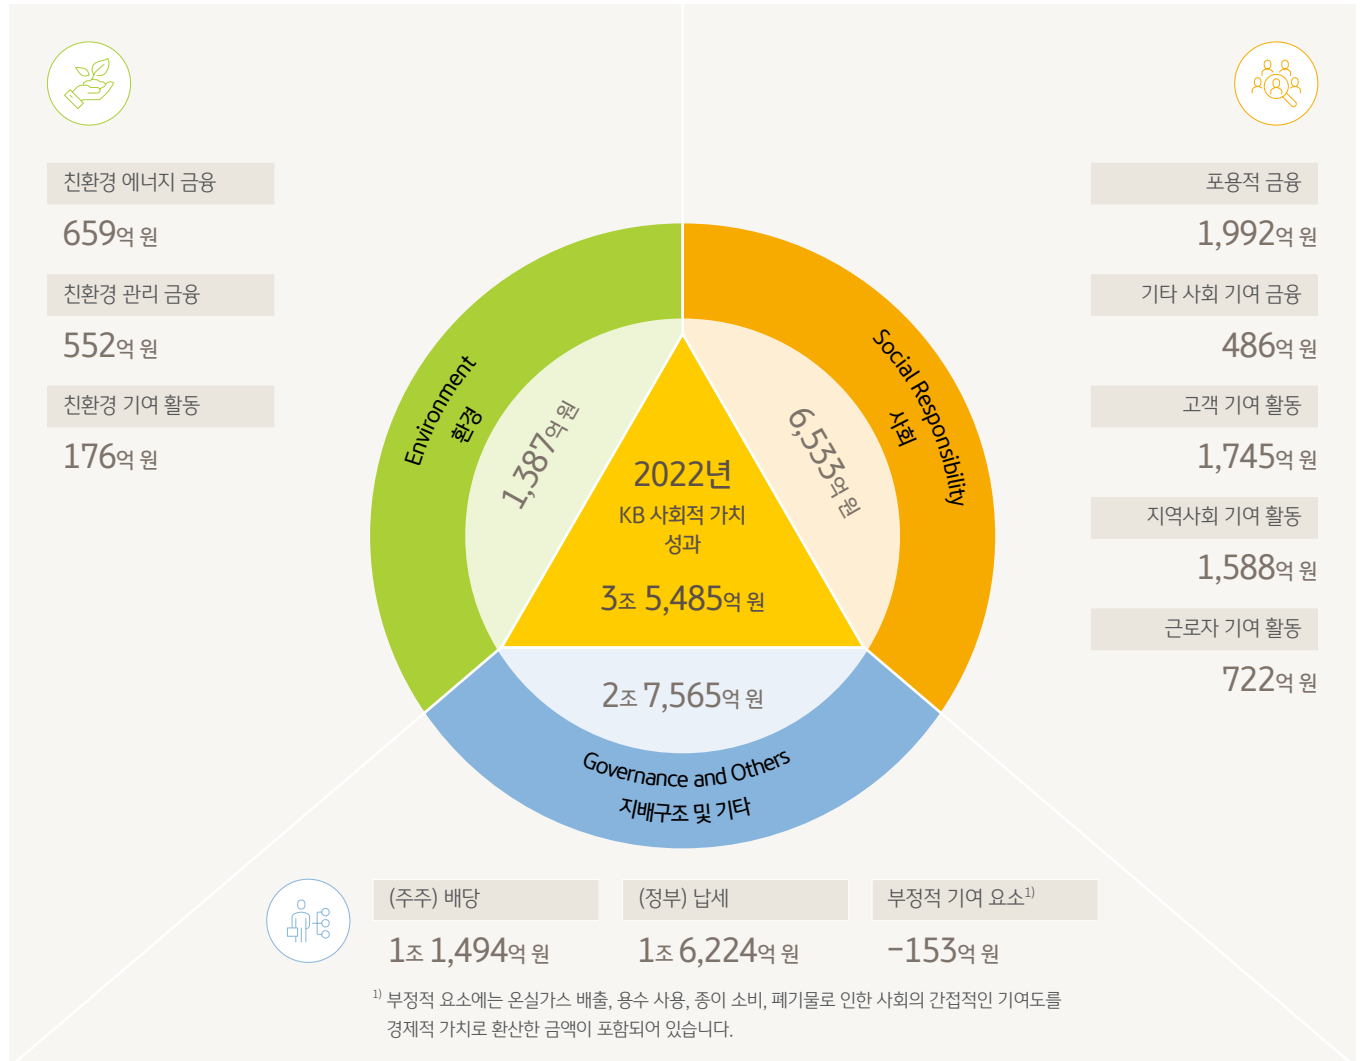 친환경 에너지 금융
659억 원
친환경 관리 금융
552억 원
친환경 기여 활동
176억 원
포용적 금융
1,992억 원
기타 사회 기여 금융
486억 원
고객 기여 활동
1,745억 원
지역사회 기여 활동
1,588억 원
근로자 기여 활동
722억 원
Environment
환경
1,387억 원
Social Responsibility
사회
6,533억 원
2022년
KB 사회적 가치
성과
3조 5,485억 원
2조 7,565억 원
Governance and Others
지배구조 및 기타
(주주) 배당
1조 1,494억 원
(정부) 납세
1조 6,224억 원
부정적 기여 요소1)
-153억 원
1) 부정적 요소에는 온실가스 배출, 용수 사용, 종이 소비, 폐기물로 인한 사회의 간접적인 기여도를
경제적 가치로 환산한 금액이 포함되어 있습니다.